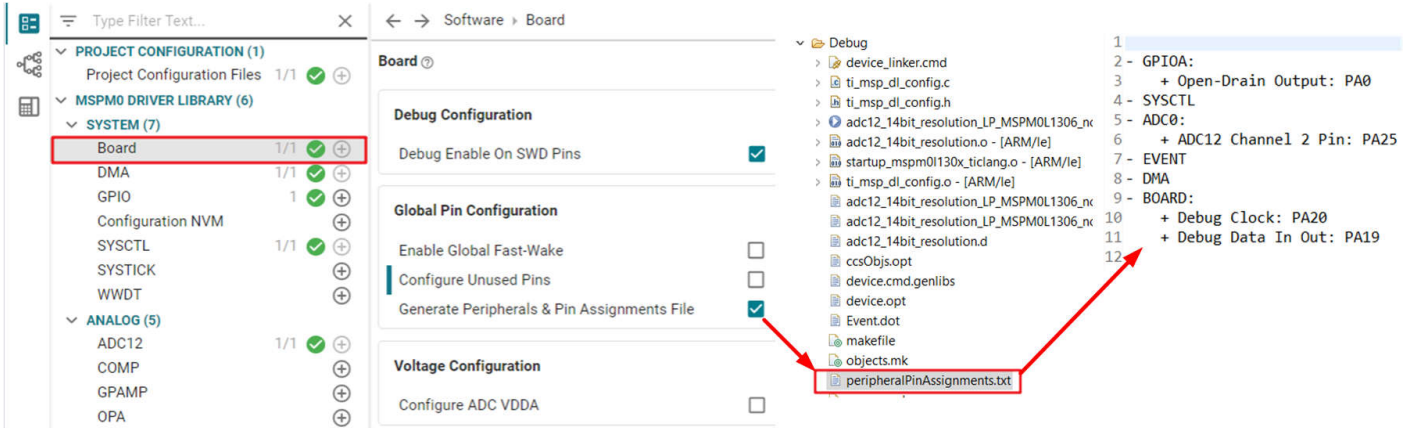 Type Filter Text...
PROJECT CONFIGURATION (1)
Project Configuration Files 1/1
MSPM0 DRIVER LIBRARY (6)
SYSTEM (7)
Board 1/1
DMA 1/1
GPIO 1
Configuration NVM
SYSCTL 1/1
SYSTICK
WWDT
ANALOG (5)
ADC12 1/1
COMP
GPAMP
OPA
Software > Board
Board
Debug Configuration
Debug Enable On SWD Pins
Global Pin Configuration
Enable Global Fast-Wake
Configure Unused Pins
Generate Peripherals & Pin Assignments File
Voltage Configuration
Configure ADC VDDA
Debug
device_linker.cmd
ti_msp_dl_config.c
ti_msp_dl_config.h
adc12_14bit_resolution_LP_MSPM0L1306_nc
adc12_14bit_resolution.o - [ARM/le]
startup_mspm0l130x_ticlang.o - [ARM/le]
ti_msp_dl_config.o - [ARM/le]
adc12_14bit_resolution_LP_MSPM0L1306_nc
adc12_14bit_resolution_LP_MSPM0L1306_nc
adc12_14bit_resolution.d
ccsObjs.opt
device.cmd.genlibs
device.opt
Event.dot
makefile
objects.mk
peripheralPinAssignments.txt
1
2 - GPIOA:
3 + Open-Drain Output: PA0
4 - SYSCTL
5 - ADC0:
6 + ADC12 Channel 2 Pin: PA25
7 - EVENT
8 - DMA
9 - BOARD:
10 + Debug Clock: PA20
11 + Debug Data In Out: PA19
12